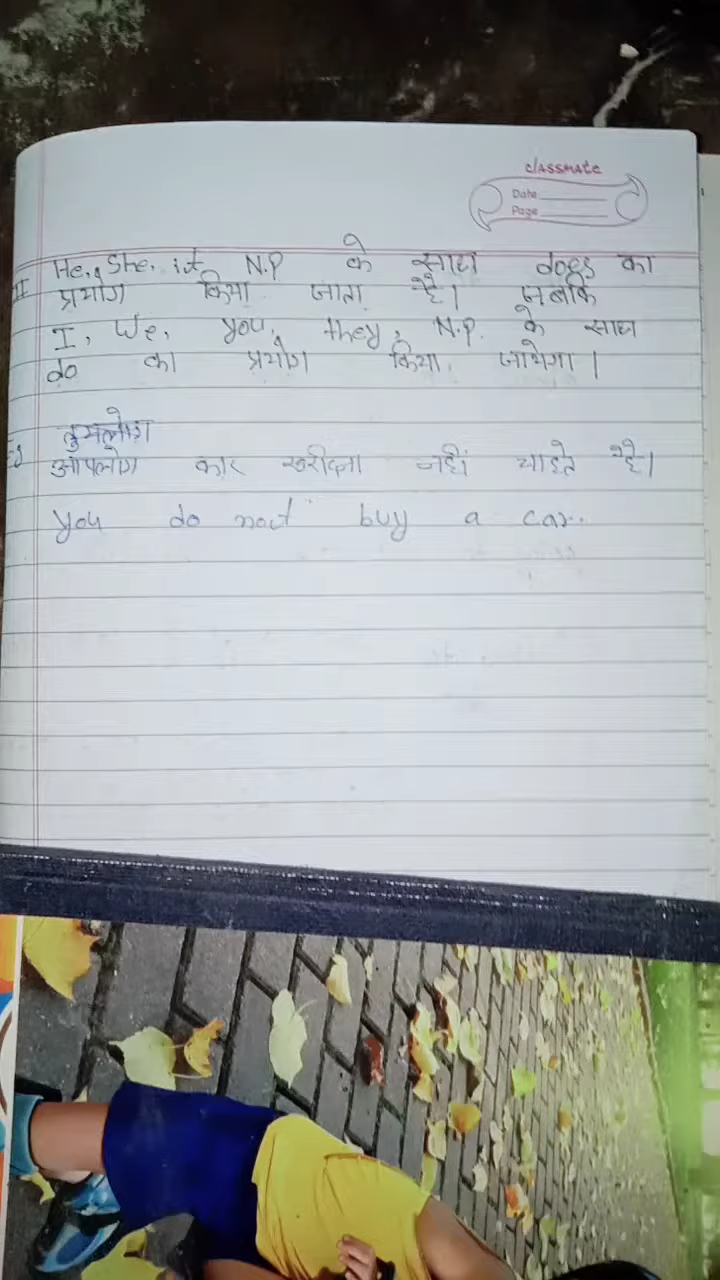 classmate
Date
Page
II He, She, it N.P के साथ does का
प्रयोग किया जाता है। जबकि
I, We, you, they, N.P. के साथ
do का प्रयोग किया जायेगा।
तुमलोग
Eg आपलोग कार खरीदना नहीं चाहते है।
you do not buy a car.